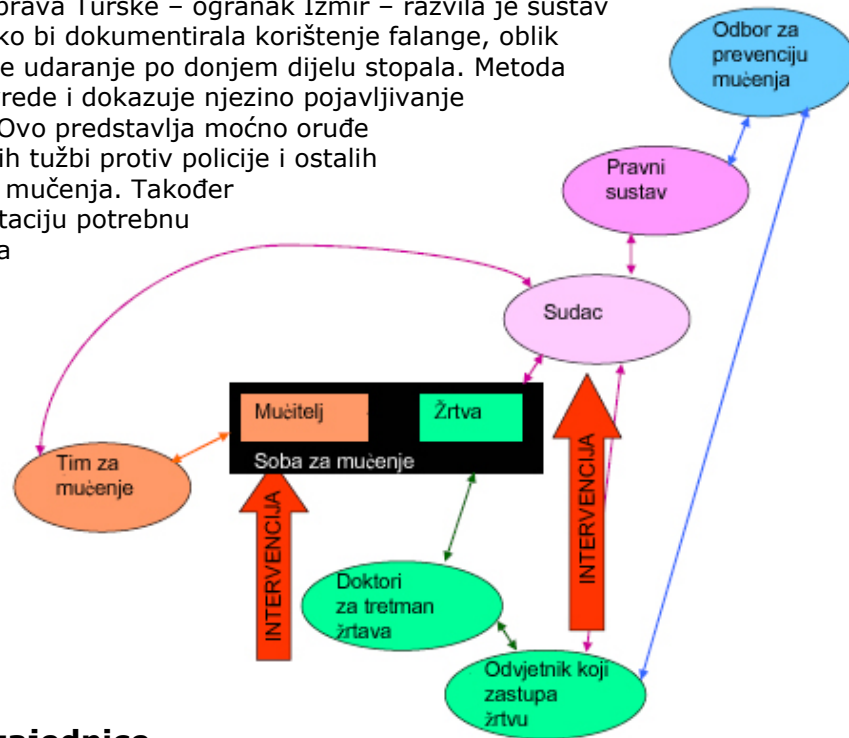 prava Turske – ogranak Izmir – razvila je sustav
ko bi dokumentirala korištenje falange, oblik
e udaranje po donjem dijelu stopala. Metoda
rede i dokazuje njezino pojavljivanje
Ovo predstavlja moćno oruđe
ih tužbi protiv policije i ostalih
mučenja. Također
taciju potrebnu
a
Odbor za
prevenciju
mučenja
Pravni
sustav
Sudac
Mučitelj
Žrtva
Soba za mučenje
Tim za
mučenje
INTERVENCIJA
INTERVENCIJA
Doktori
za tretman
žrtava
Odvjetnik koji
zastupa
žrtvu